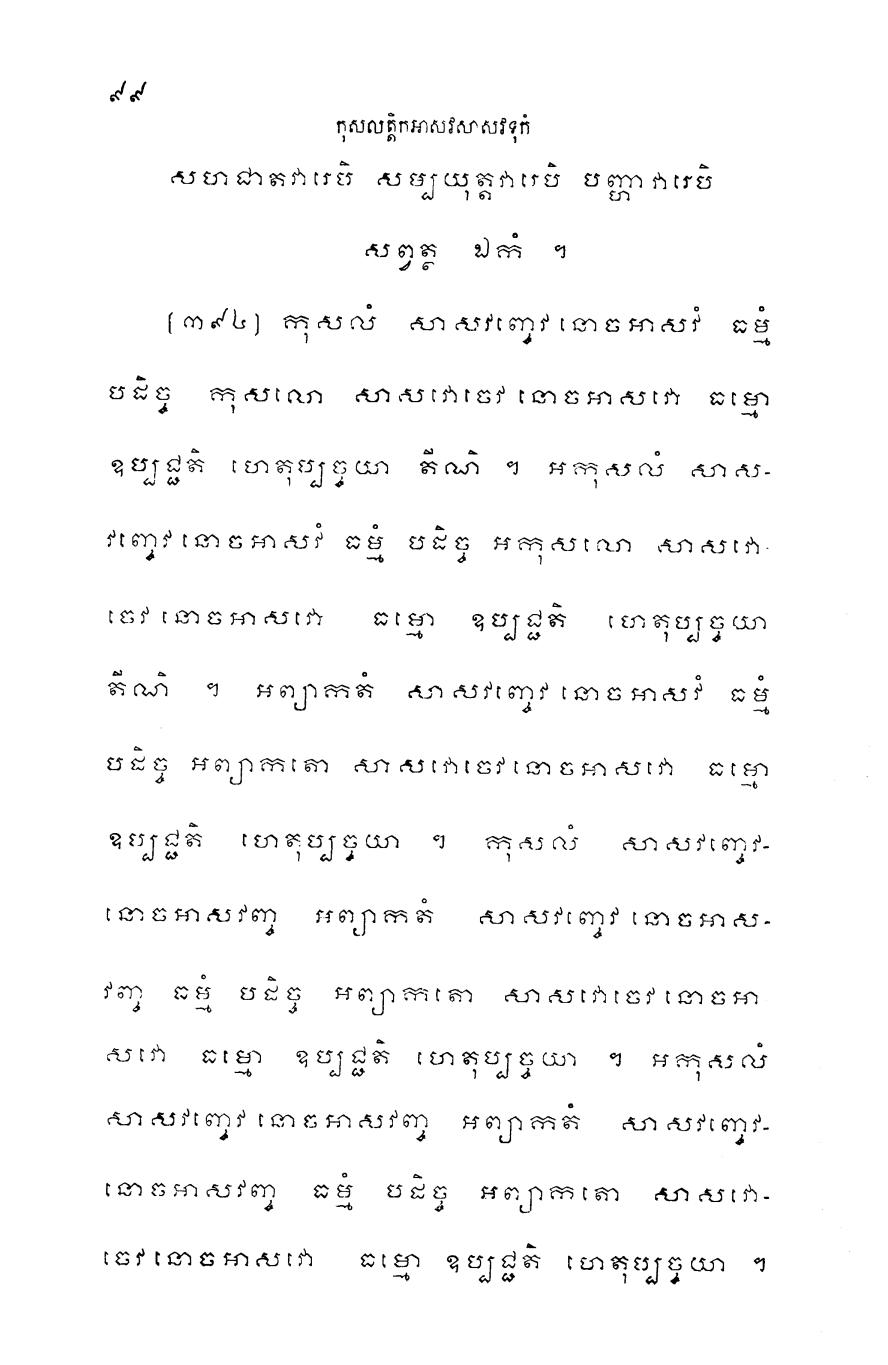 ៩៩
កុសលត្តិកអាសវសាសវទុកំ
សហជាតវារេបិ សម្បយុត្តវារេបិ បញ្ហាវារេបិ
សព្វត្ថ ឯកំ ។
[៣៩៤] កុសលំ សាសវញ្ចេវ នោចអាសវំ ធម្មំ
បដិច្ច កុសលោ សាសវោចេវ នោចអាសវោ ធម្មោ
ឧប្បជ្ជតិ ហេតុប្បច្ចយា តីណិ ។ អកុសលំ សាស-
វញ្ចេវ នោចអាសវំ ធម្មំ បដិច្ច អកុសលោ សាសវោ-
ចេវ នោចអាសវោ ធម្មោ ឧប្បជ្ជតិ ហេតុប្បច្ចយា
តីណិ ។ អព្យាកតំ សាសវញ្ចេវ នោចអាសវំ ធម្មំ
បដិច្ច អព្យាកតោ សាសវោចេវ នោចអាសវោ ធម្មោ
ឧប្បជ្ជតិ ហេតុប្បច្ចយា ។ កុសលំ សាសវញ្ចេវ-
នោចអាសវញ្ច អព្យាកតំ សាសវញ្ចេវ នោចអាស-
វញ្ច ធម្មំ បដិច្ច អព្យាកតោ សាសវោចេវ នោចអា
សវោ ធម្មោ ឧប្បជ្ជតិ ហេតុប្បច្ចយា ។ អកុសលំ
សាសវញ្ចេវ នោចអាសវញ្ច អព្យាកតំ សាសវញ្ចេវ-
នោចអាសវញ្ច ធម្មំ បដិច្ច អព្យាកតោ សាសវោ-
ចេវ នោចអាសវោ ធម្មោ ឧប្បជ្ជតិ ហេតុប្បច្ចយា ។